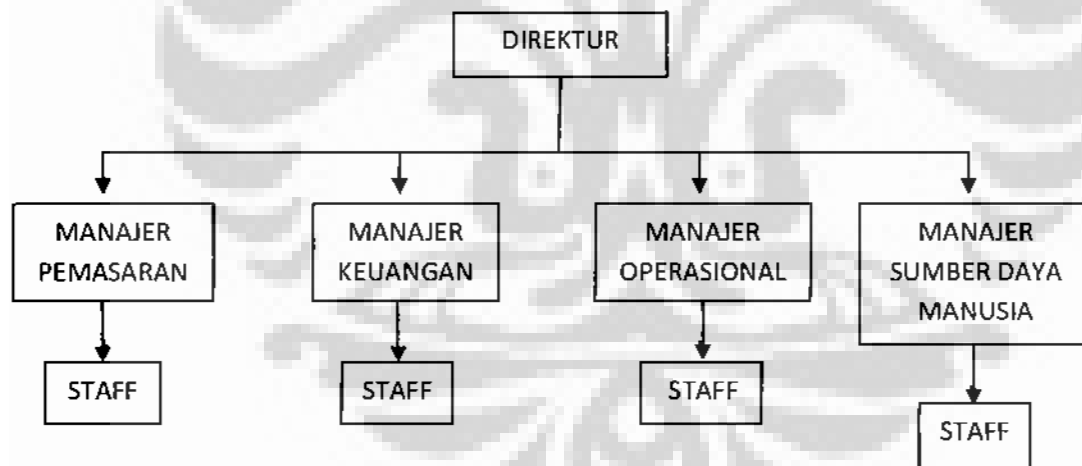 DIREKTUR
MANAJER
PEMASARAN
MANAJER
KEUANGAN
MANAJER
OPERASIONAL
MANAJER
SUMBER DAYA
MANUSIA
STAFF
STAFF
STAFF
STAFF